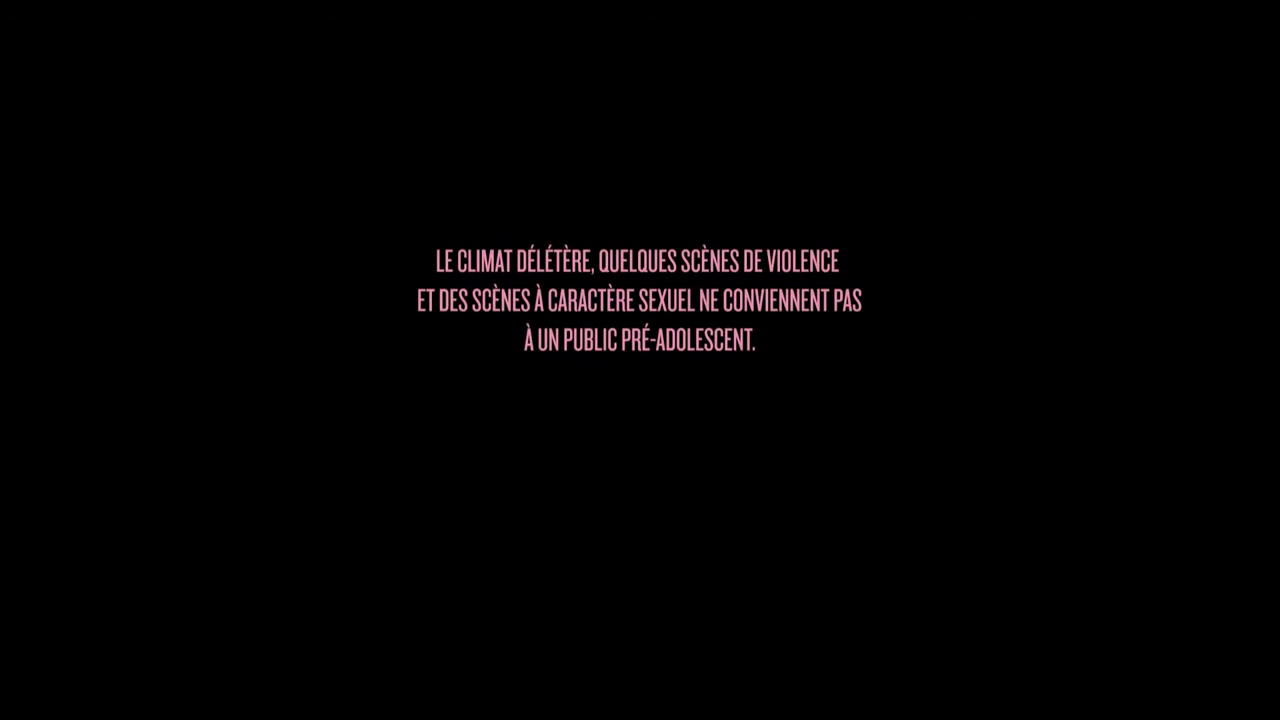 LE CLIMAT DÉLÉTÈRE, QUELQUES SCÈNES DE VIOLENCE
ET DES SCÈNES À CARACTÈRE SEXUEL NE CONVIENNENT PAS
À UN PUBLIC PRÉ-ADOLESCENT.